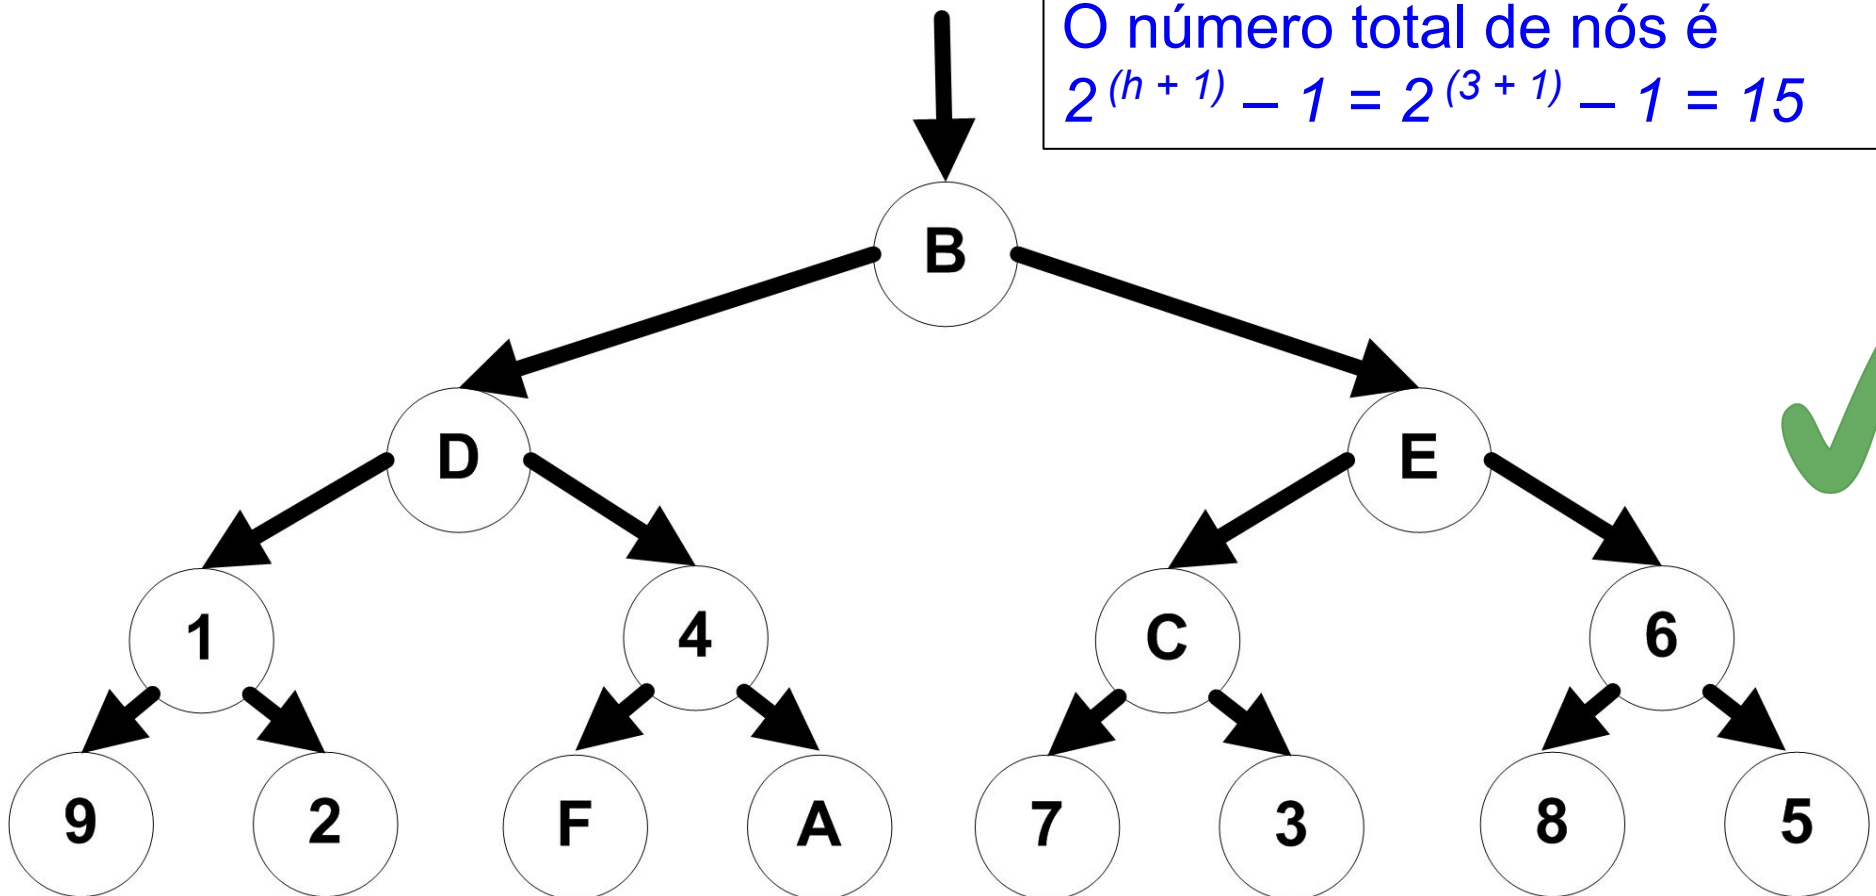 O número total de nós é
2 (h + 1) – 1 = 2 (3 + 1) – 1 = 15
B
D E
1 4 C 6
9 2 F A 7 3 8 5